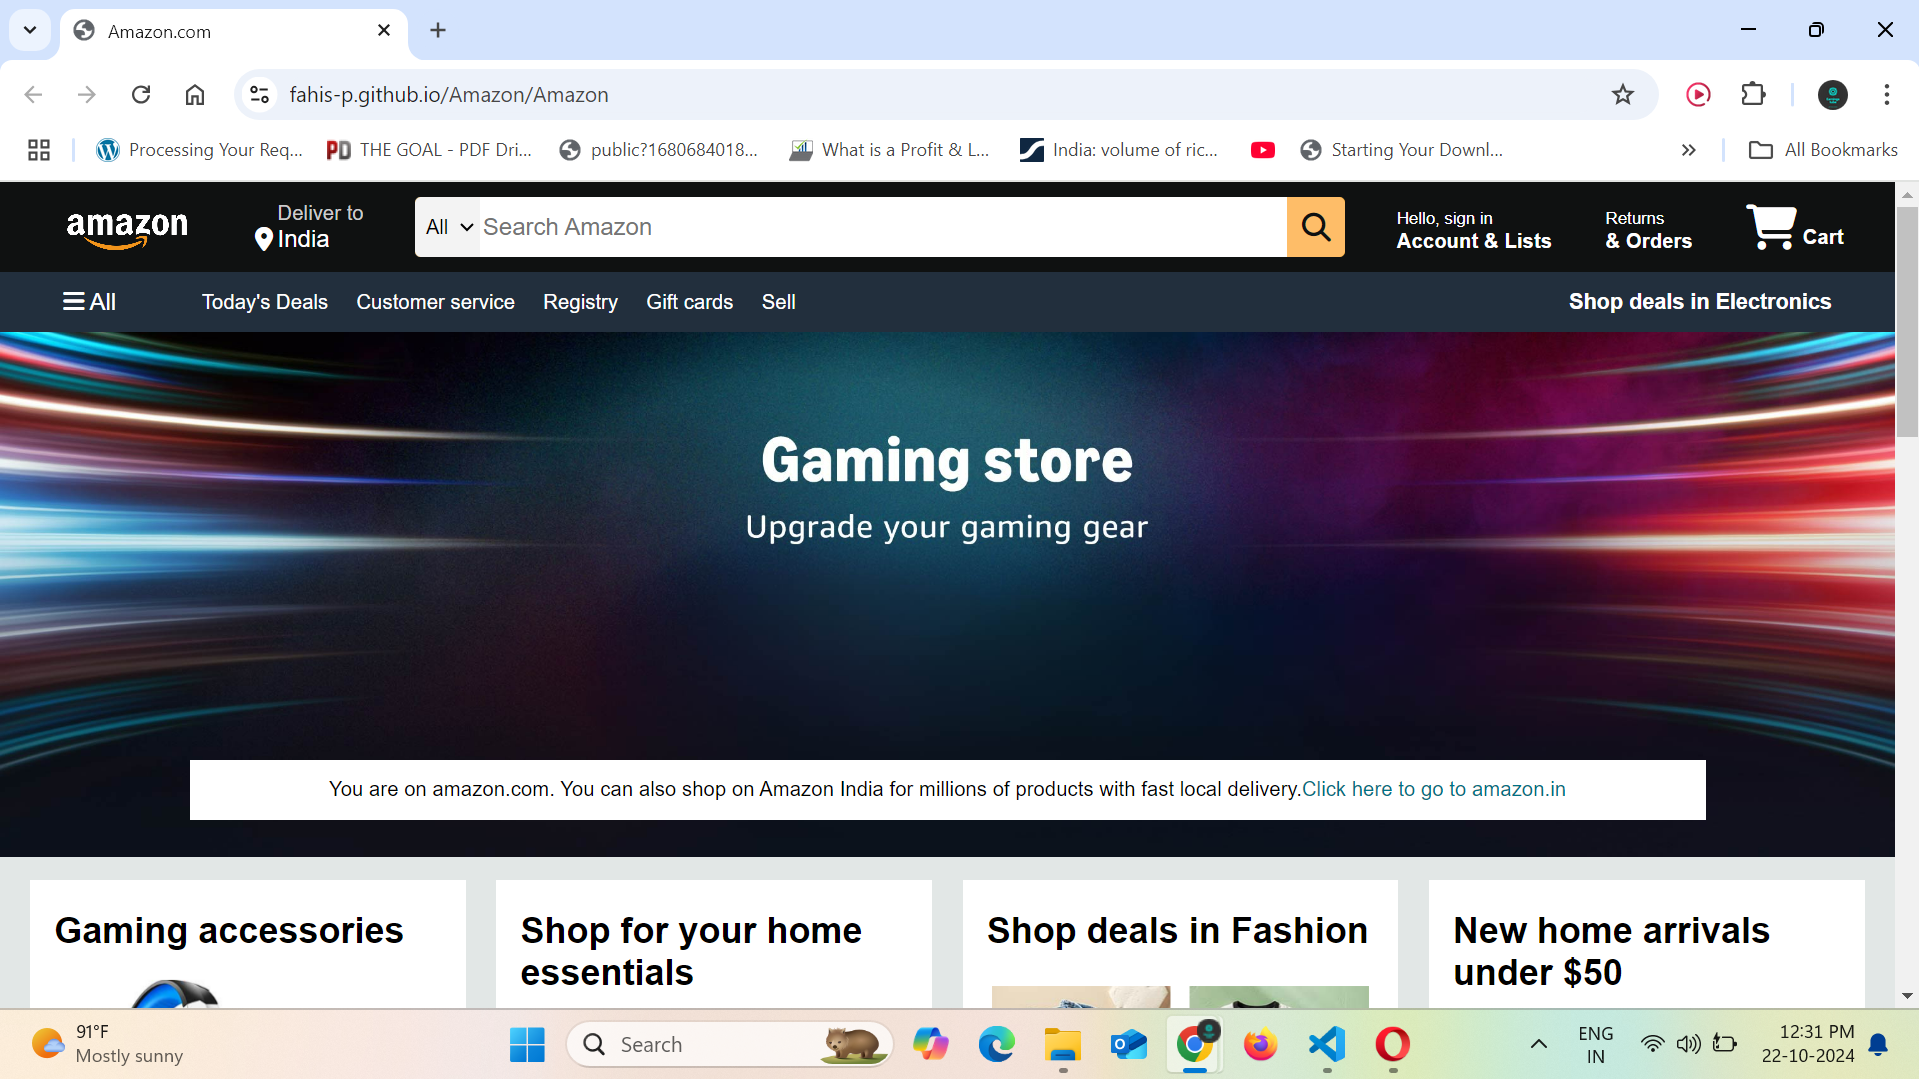 Amazon.com
fahis-p.github.io/Amazon/Amazon
Processing Your Req...
PD THE GOAL - PDF Dri...
public?1680684018...
What is a Profit & L...
India: volume of ric...
Starting Your Downl...
All Bookmarks
amazon
Deliver to
India
All
Search Amazon
Hello, sign in
Account & Lists
Returns
& Orders
Cart
All
Today's Deals
Customer service
Registry
Gift cards
Sell
Shop deals in Electronics
Gaming store
Upgrade your gaming gear
You are on amazon.com. You can also shop on Amazon India for millions of products with fast local delivery.Click here to go to amazon.in
Gaming accessories
Shop for your home
essentials
Shop deals in Fashion
New home arrivals
under $50
91°F
Mostly sunny
Search
ENG
IN
12:31 PM
22-10-2024